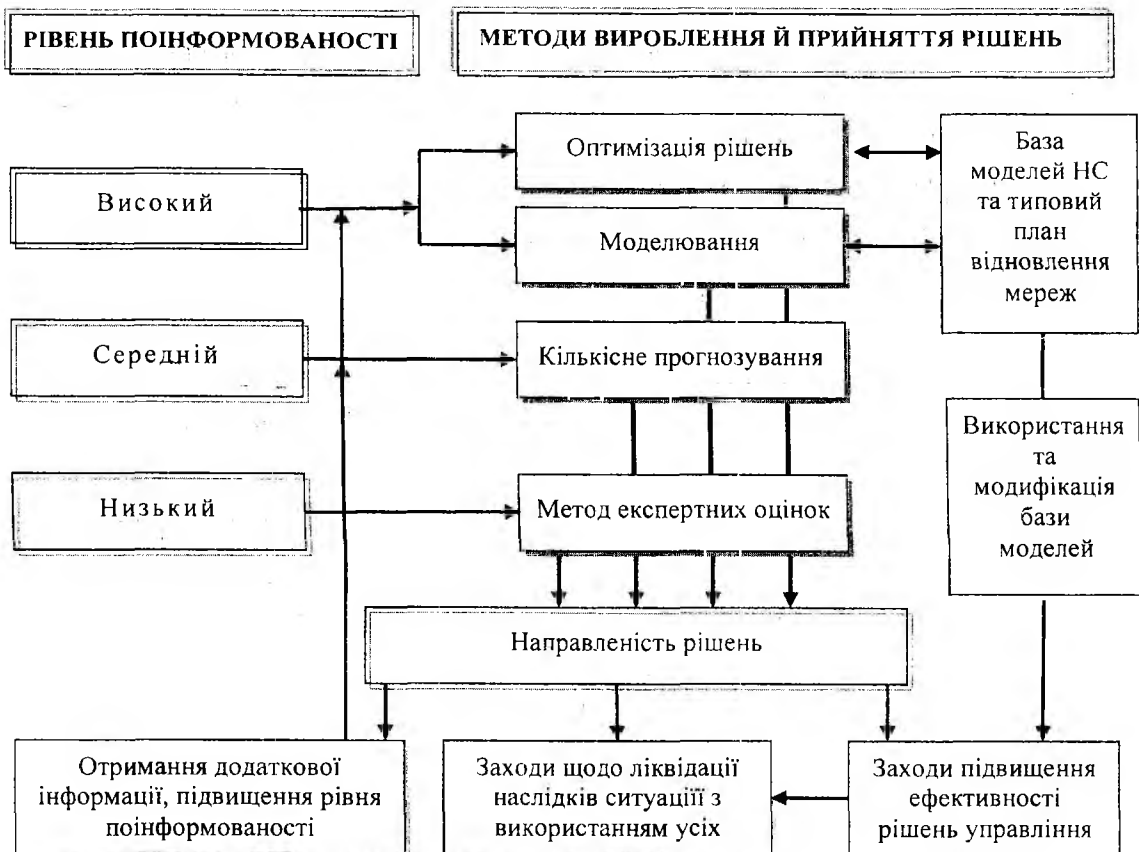 РІВЕНЬ ПОІНФОРМОВАНОСТІ
МЕТОДИ ВИРОБЛЕННЯ Й ПРИЙНЯТТЯ РІШЕНЬ
Високий
Оптимізація рішень
Моделювання
База
моделей НС
та типовий
план
відновлення
мереж
Середній
Кількісне прогнозування
Використання
та
модифікація
бази
моделей
Низький
Метод експертних оцінок
Направленість рішень
Отримання додаткової
інформації, підвищення рівня
поінформованості
Заходи щодо ліквідації
наслідків ситуаціїї з
використанням усіх
Заходи підвищення
ефективності
рішень управління